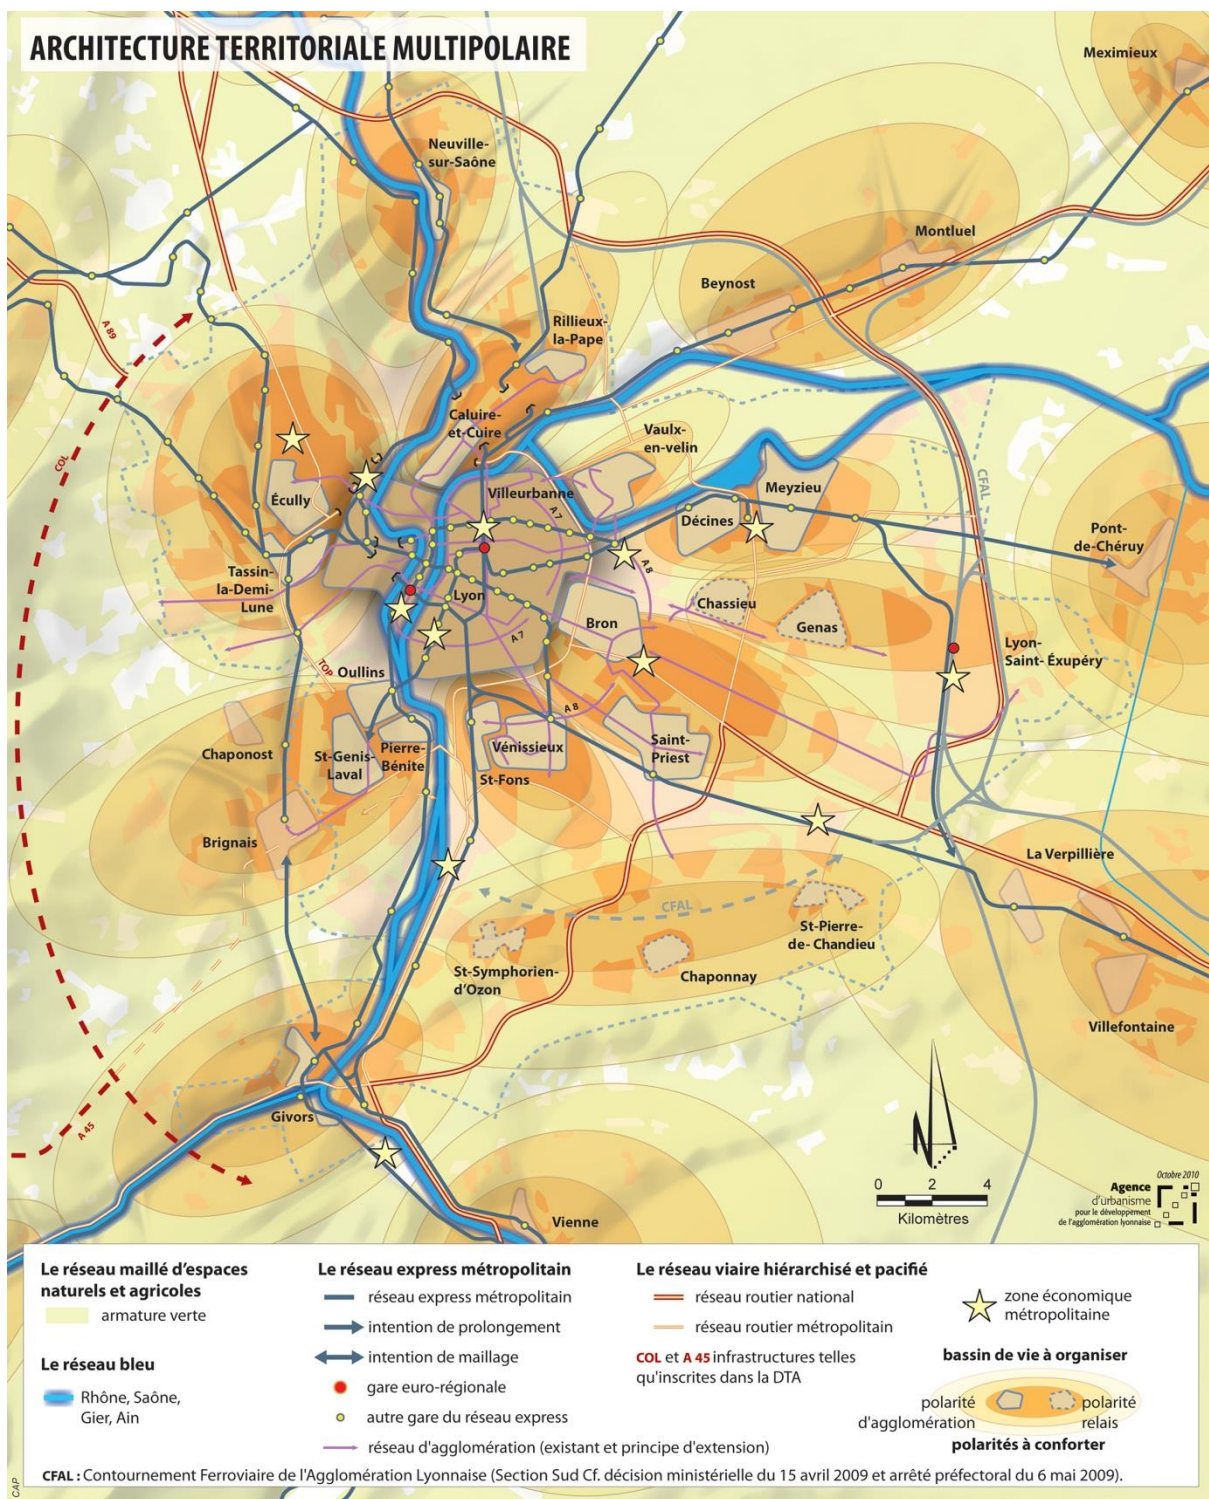 ARCHITECTURE TERRITORIALE MULTIPOLAIRE
Meximieux
Neuville-
sur-Saône
Montluel
Beynost
Rillieux-
la-Pape
A 89
COL
Caluire-
et-Cuire
Vaulx-
en-velin
Écully
Villeurbanne
A 7
Meyzieu
CFAL
Décines
Pont-
de-Chéruy
Tassin-
la-Demi-
Lune
Lyon
A 8
Chassieu
Bron
Genas
A 7
Lyon-
Saint- Éxupéry
TOP
Oullins
A 8
Chaponost
St-Genis-
Laval
Pierre-
Bénite
Vénissieux
Saint-
Priest
St-Fons
Brignais
La Verpillière
CFAL
St-Pierre-
de- Chandieu
St-Symphorien-
d'Ozon
Chaponnay
Villefontaine
Givors
A 45
Vienne
N
0 2 4
Kilomètres
Octobre 2010
Agence
d'urbanisme
pour le développement
de l'agglomération lyonnaise
Le réseau maillé d'espaces
naturels et agricoles
armature verte
Le réseau bleu
Rhône, Saône,
Gier, Ain
Le réseau express métropolitain
réseau express métropolitain
intention de prolongement
intention de maillage
gare euro-régionale
autre gare du réseau express
réseau d'agglomération (existant et principe d'extension)
Le réseau viaire hiérarchisé et pacifié
réseau routier national
réseau routier métropolitain
COL et A 45 infrastructures telles
qu'inscrites dans la DTA
zone économique
métropolitaine
bassin de vie à organiser
polarité
d'agglomération
polarité
relais
polarités à conforter
CFAL : Contournement Ferroviaire de l'Agglomération Lyonnaise (Section Sud Cf. décision ministérielle du 15 avril 2009 et arrêté préfectoral du 6 mai 2009).
CAP